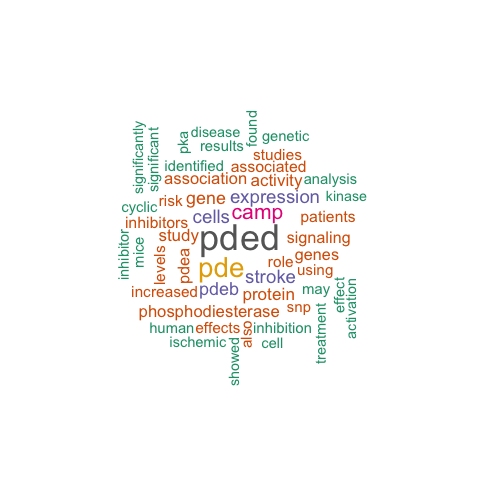 significantly
significant
pka
disease
results
found
genetic
studies
identified
associated
association
activity
analysis
cyclic
risk
gene
expression
kinase
inhibitors
cells
camp
patients
inhibitor
mice
study
pded
signaling
levels
pdea
pde
role
genes
stroke
using
increased
pdeb
protein
may
effect
activation
phosphodiesterase
snp
human
effects
also
inhibition
treatment
ischemic
cell
showed